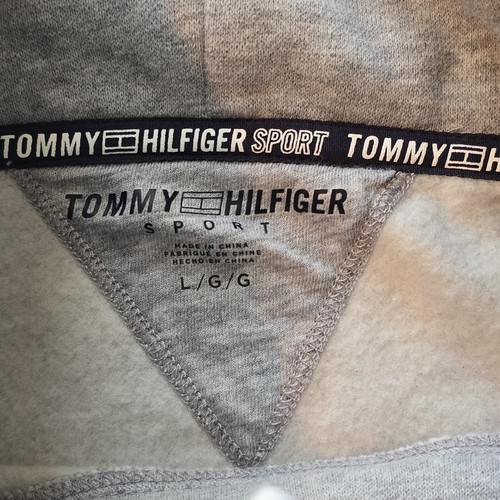 TOMMY HILFIGER SPORT TOMMY H
TOMMY HILFIGER
SPORT
MADE IN CHINA
FABRIQUÉ EN CHINE
HECHO EN CHINA
L/G/G